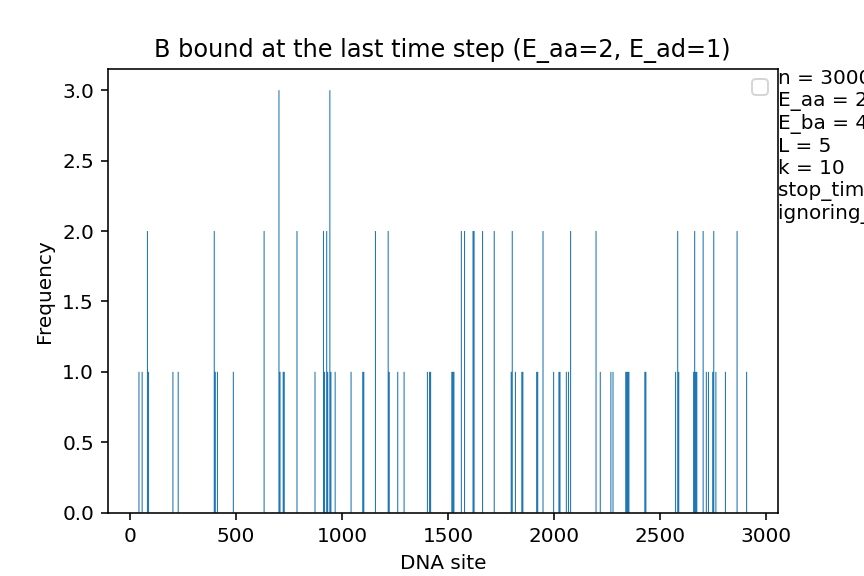 B bound at the last time step (E_aa=2, E_ad=1)
3.0
2.5
2.0
1.5
1.0
0.5
0.0
Frequency
0 500 1000 1500 2000 2500 3000
DNA site
n = 3000
E_aa = 2
E_ba = 4
L = 5
k = 10
stop_tim
ignoring_